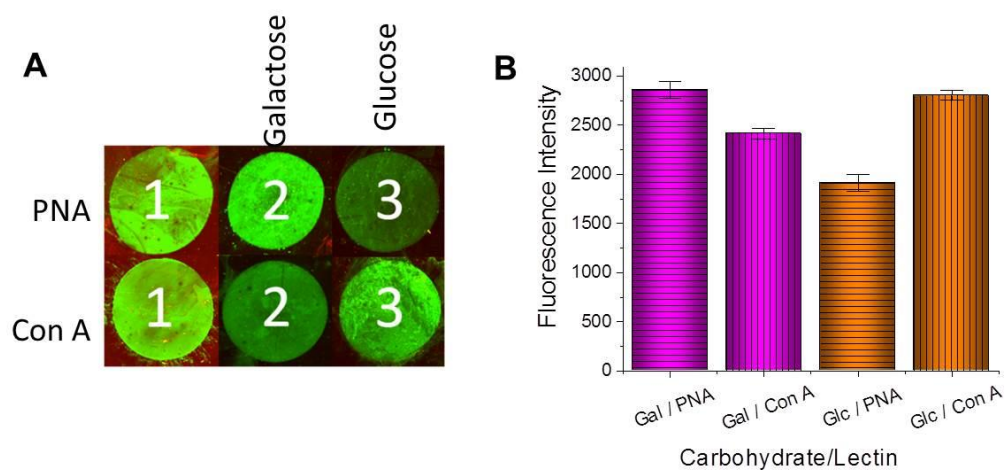 A
Galactose
Glucose
PNA
1
2
3
Con A
1
2
3
B
Fluorescence Intensity
3000
2500
2000
1500
1000
500
0
Gal / PNA
Gal / Con A
Glc / PNA
Glc / Con A
Carbohydrate/Lectin